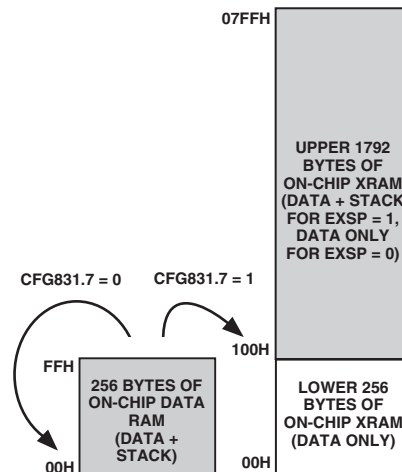 07FFH
UPPER 1792
BYTES OF
ON-CHIP XRAM
(DATA + STACK
FOR EXSP = 1,
DATA ONLY
FOR EXSP = 0)
CFG831.7 = 0
CFG831.7 = 1
100H
FFH
256 BYTES OF
ON-CHIP DATA
RAM
(DATA +
STACK)
00H
LOWER 256
BYTES OF
ON-CHIP XRAM
(DATA ONLY)
00H